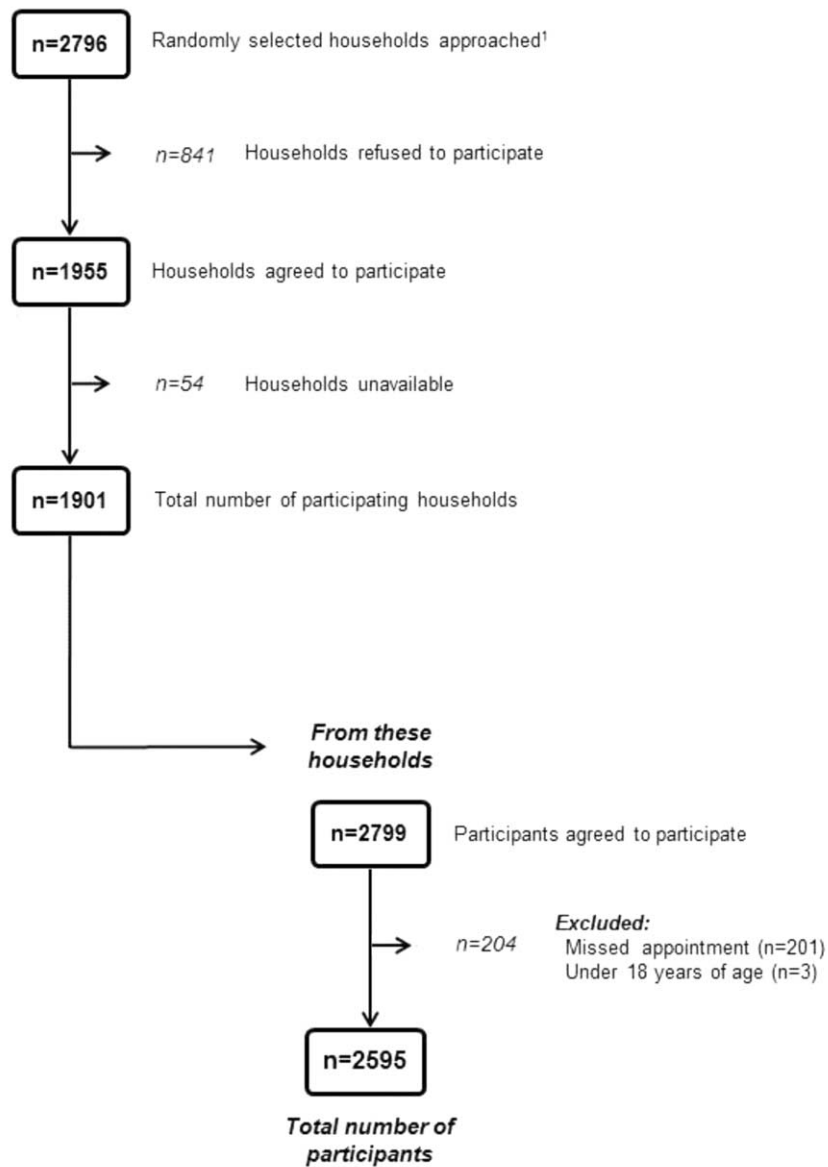 n=2796 Randomly selected households approached¹
n=841 Households refused to participate
n=1955 Households agreed to participate
n=54 Households unavailable
n=1901 Total number of participating households
From these
households
n=2799 Participants agreed to participate
n=204 Excluded:
Missed appointment (n=201)
Under 18 years of age (n=3)
n=2595
Total number of
participants